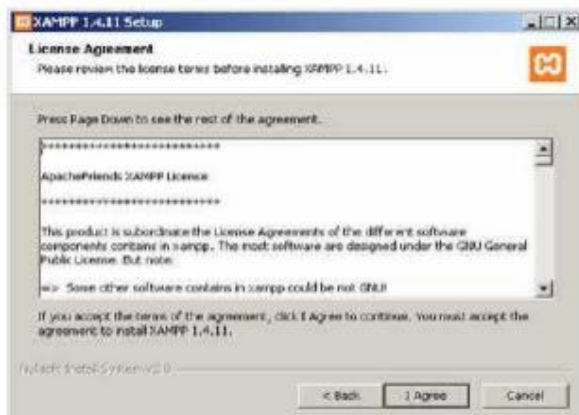 XAMPP 1.4.11 Setup
License Agreement
Please review the license terms before installing XAMPP 1.4.11.
Press Page Down to see the rest of the agreement.
***************************
ApacheFriends XAMPP License
***************************
This product is subordinate the License Agreements of the different software
components contains in xampp. The most software are designed under the GNU General
Public License. But note:
=> Some other software contains in xampp could be not GNU!
If you accept the terms of the agreement, click I Agree to continue. You must accept the
agreement to install XAMPP 1.4.11.
Nullsoft Install System v2.0
< Back
I Agree
Cancel